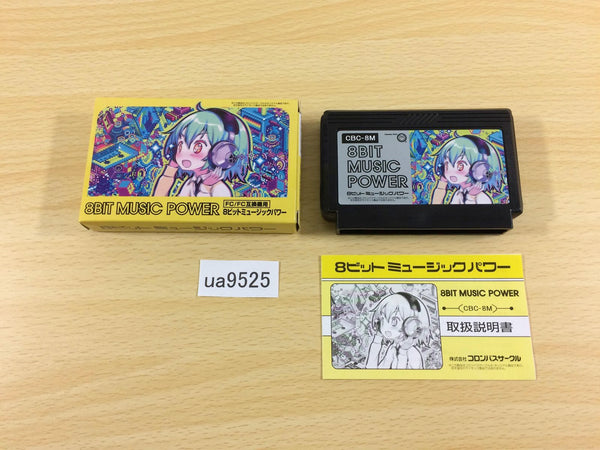 8BIT MUSIC POWER
FC/FC互換機用
8ビットミュージックパワー
CBC-8M
8BIT
MUSIC
POWER
8ビットミュージックパワー
ua9525
8ビットミュージックパワー
8BIT MUSIC POWER
CBC-8M
取扱説明書
株式会社コロンバスサークル